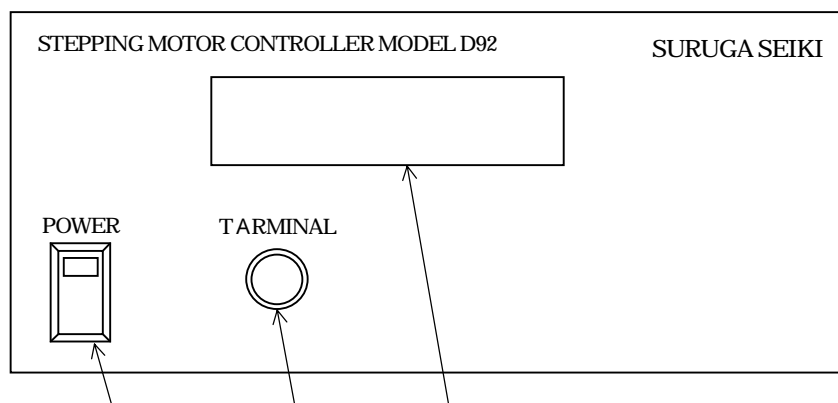 STEPPING MOTOR CONTROLLER MODEL D92
SURUGA SEIKI
POWER
TARMINAL